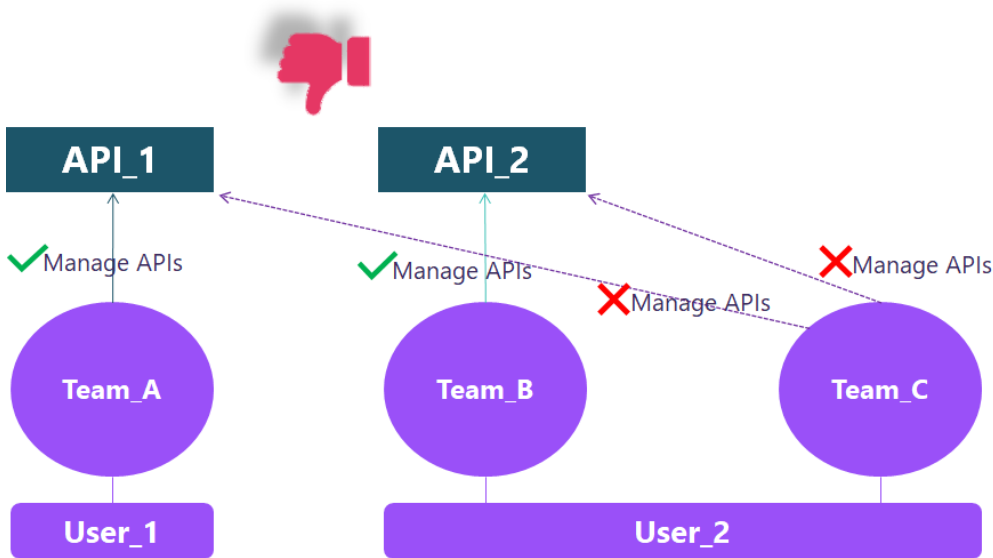 API_1
API_2
Manage APIs
Manage APIs
Manage APIs
Manage APIs
Team_A
Team_B
Team_C
User_1
User_2